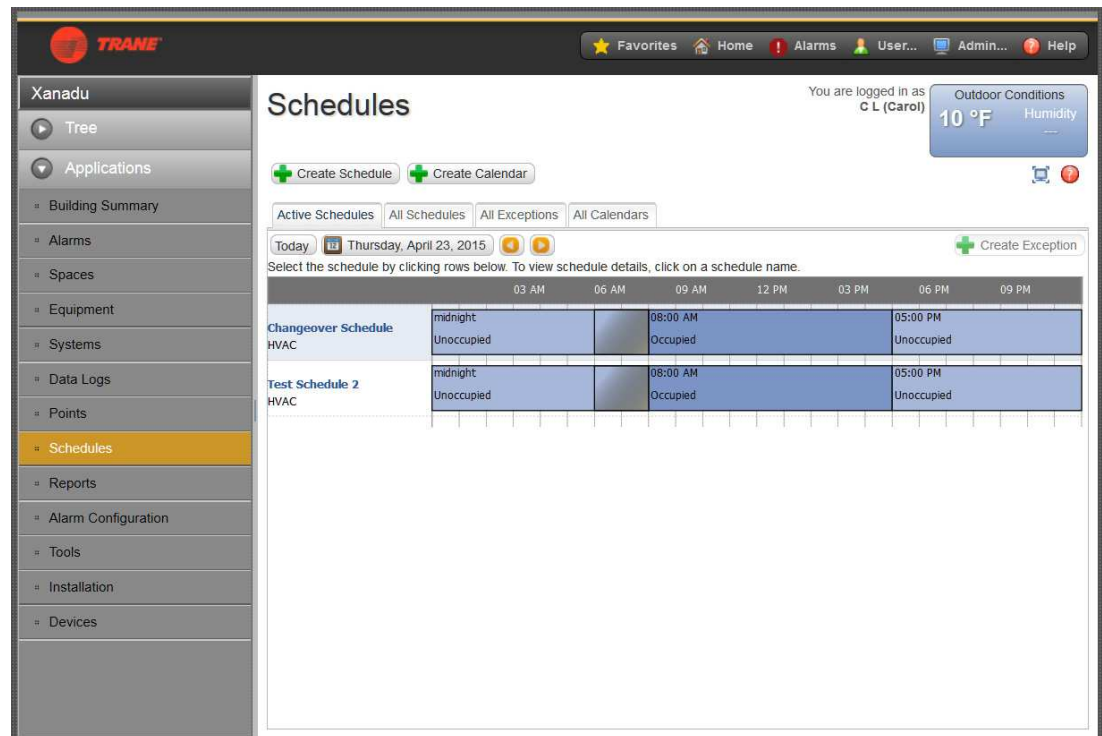 TRANE
Favorites Home Alarms User... Admin... Help
Xanadu
Tree
Applications
Building Summary
Alarms
Spaces
Equipment
Systems
Data Logs
Points
Schedules
Reports
Alarm Configuration
Tools
Installation
Devices
Schedules
You are logged in as
C L (Carol)
Outdoor Conditions
10 °F Humidity
---
Create Schedule Create Calendar
Active Schedules All Schedules All Exceptions All Calendars
Today 12 Thursday, April 23, 2015 Create Exception
Select the schedule by clicking rows below. To view schedule details, click on a schedule name.
03 AM 06 AM 09 AM 12 PM 03 PM 06 PM 09 PM
Changeover Schedule
HVAC
midnight 08:00 AM 05:00 PM
Unoccupied Occupied Unoccupied
Test Schedule 2
HVAC
midnight 08:00 AM 05:00 PM
Unoccupied Occupied Unoccupied